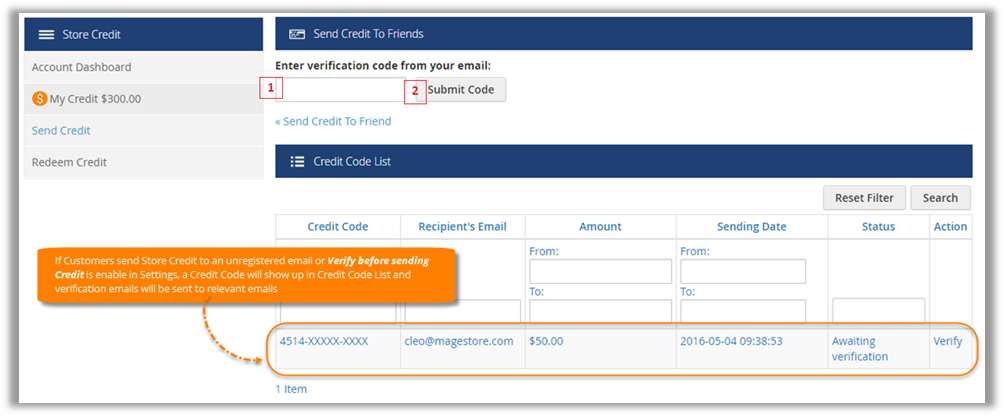 Store Credit
Account Dashboard
My Credit $300.00
Send Credit
Redeem Credit
Send Credit To Friends
Enter verification code from your email:
1
2
Submit Code
« Send Credit To Friend
Credit Code List
Reset Filter
Search
Credit Code
Recipient's Email
Amount
Sending Date
Status
Action
From:
From:
To:
To:
If Customers send Store Credit to an unregistered email or Verify before sending
Credit is enable in Settings, a Credit Code will show up in Credit Code List and
verification emails will be sent to relevant emails
4514-XXXXX-XXXX
cleo@magestore.com
$50.00
2016-05-04 09:38:53
Awaiting
verification
Verify
1 Item